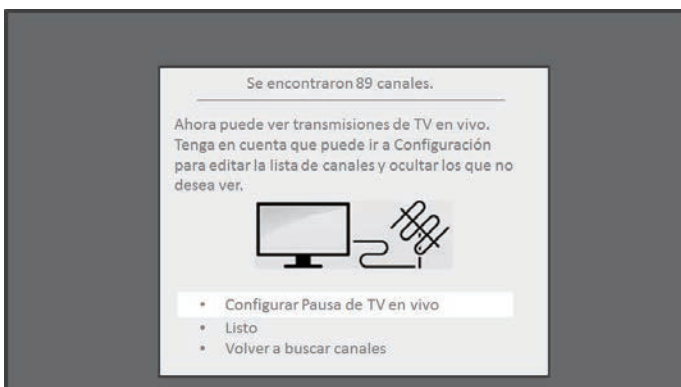 Se encontraron 89 canales.
Ahora puede ver transmisiones de TV en vivo.
Tenga en cuenta que puede ir a Configuración
para editar la lista de canales y ocultar los que no
desea ver.
• Configurar Pausa de TV en vivo
• Listo
• Volver a buscar canales